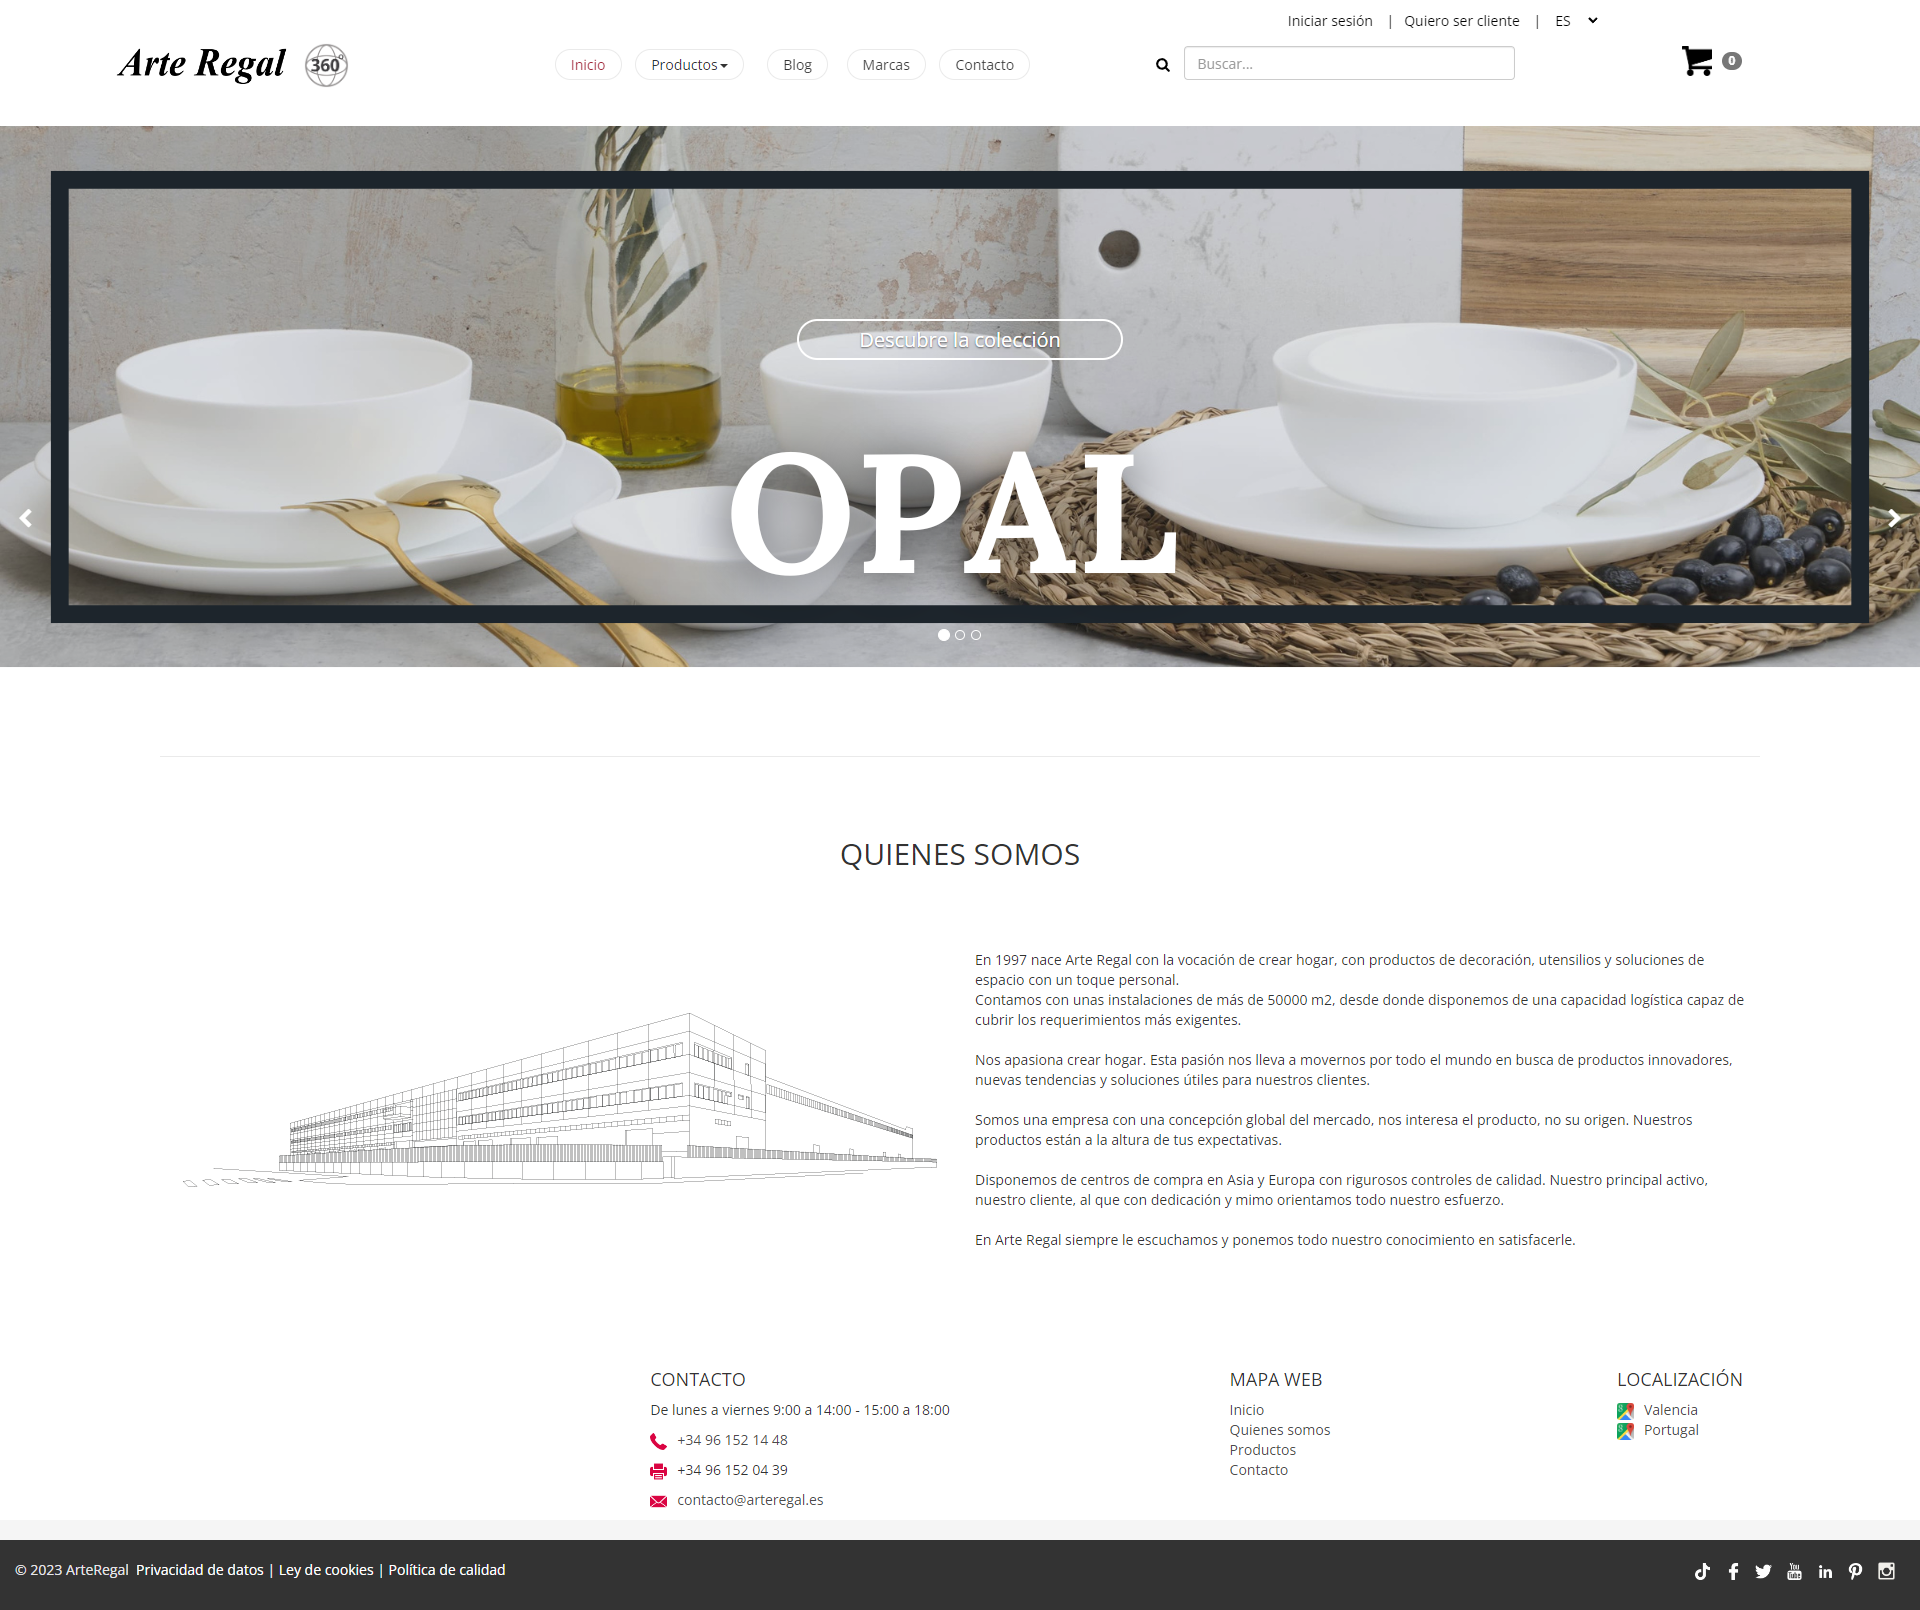 Iniciar sesión | Quiero ser cliente | ES
Arte Regal 360º
Inicio
Productos
Blog
Marcas
Contacto
Buscar...
0
Descubre la colección
OPAL
QUIENES SOMOS
En 1997 nace Arte Regal con la vocación de crear hogar, con productos de decoración, utensilios y soluciones de
espacio con un toque personal.
Contamos con unas instalaciones de más de 50000 m2, desde donde disponemos de una capacidad logística capaz de
cubrir los requerimientos más exigentes.
Nos apasiona crear hogar. Esta pasión nos lleva a movernos por todo el mundo en busca de productos innovadores,
nuevas tendencias y soluciones útiles para nuestros clientes.
Somos una empresa con una concepción global del mercado, nos interesa el producto, no su origen. Nuestros
productos están a la altura de tus expectativas.
Disponemos de centros de compra en Asia y Europa con rigurosos controles de calidad. Nuestro principal activo,
nuestro cliente, al que con dedicación y mimo orientamos todo nuestro esfuerzo.
En Arte Regal siempre le escuchamos y ponemos todo nuestro conocimiento en satisfacerle.
CONTACTO
De lunes a viernes 9:00 a 14:00 - 15:00 a 18:00
+34 96 152 14 48
+34 96 152 04 39
contacto@arteregal.es
MAPA WEB
Inicio
Quienes somos
Productos
Contacto
LOCALIZACIÓN
Valencia
Portugal
© 2023 ArteRegal Privacidad de datos | Ley de cookies | Política de calidad